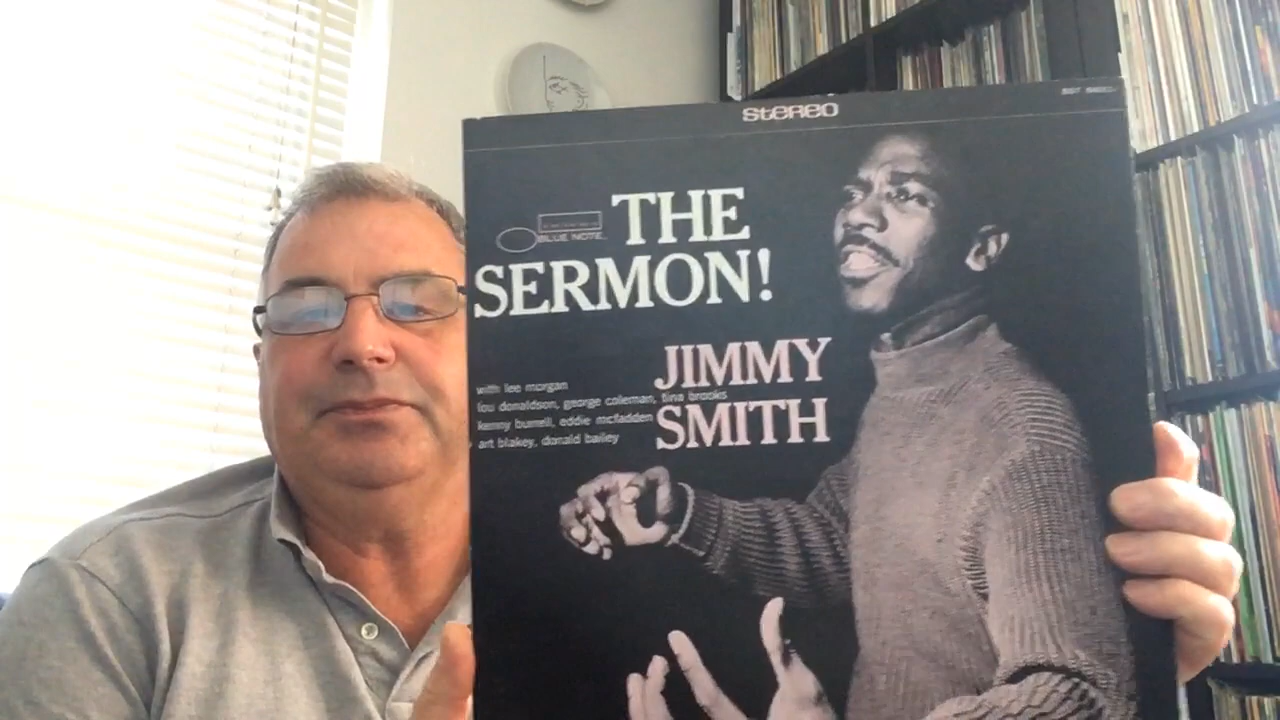 STEREO
THE
BLUE NOTE
SERMON!
JIMMY
SMITH
with lee morgan
lou donaldson, george coleman, tina brooks
kenny burrell, eddie mcfadden
art blakey, donald bailey